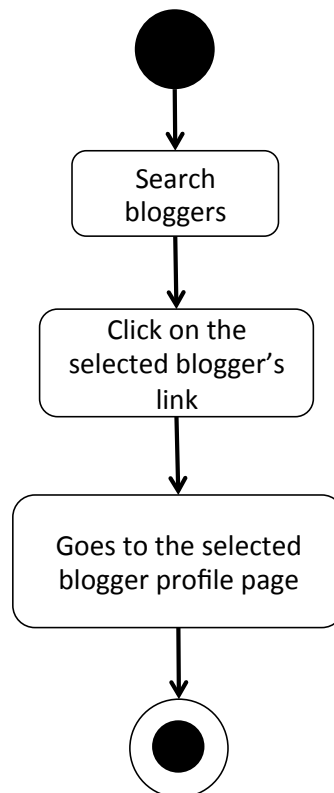 Search
bloggers
Click on the
selected blogger’s
link
Goes to the selected
blogger profile page